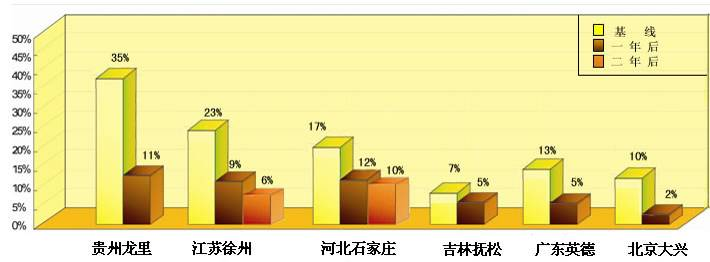 基 线
一 年 后
二 年 后
50%
45%
40%
35%
30%
25%
20%
15%
10%
5%
0%
35%
11%
23%
9%
6%
17%
12%
10%
7%
5%
13%
5%
10%
2%
贵州龙里
江苏徐州
河北石家庄
吉林抚松
广东英德
北京大兴